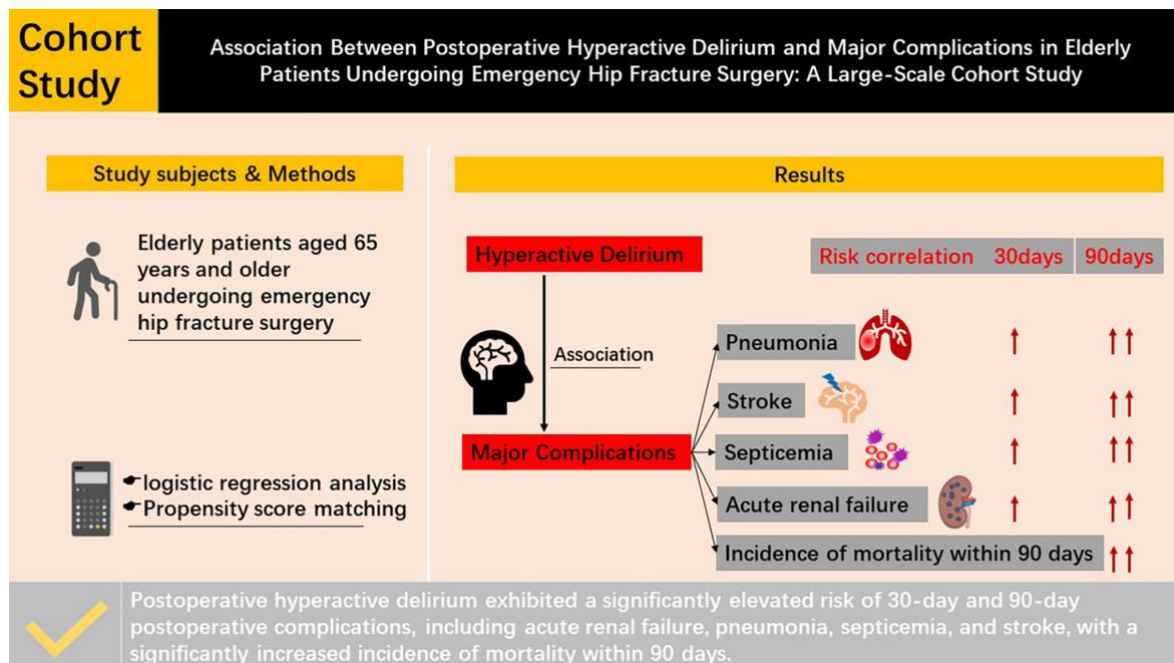 Cohort
Study
Association Between Postoperative Hyperactive Delirium and Major Complications in Elderly
Patients Undergoing Emergency Hip Fracture Surgery: A Large-Scale Cohort Study
Study subjects & Methods
Elderly patients aged 65
years and older
undergoing emergency
hip fracture surgery
logistic regression analysis
Propensity score matching
Results
Hyperactive Delirium
Risk correlation 30days 90days
Association
Major Complications
Pneumonia
Stroke
Septicemia
Acute renal failure
Incidence of mortality within 90 days
Postoperative hyperactive delirium exhibited a significantly elevated risk of 30-day and 90-day
postoperative complications, including acute renal failure, pneumonia, septicemia, and stroke, with a
significantly increased incidence of mortality within 90 days.